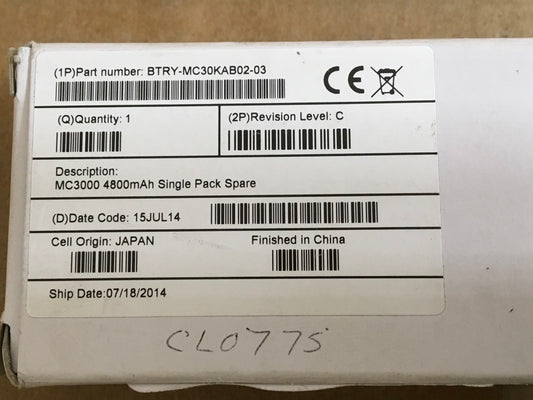 (1P)Part number: BTRY-MC30KAB02-03
CE
(Q)Quantity: 1
(2P)Revision Level: C
Description:
MC3000 4800mAh Single Pack Spare
(D)Date Code: 15JUL14
Cell Origin: JAPAN
Finished in China
Ship Date:07/18/2014
CL0775